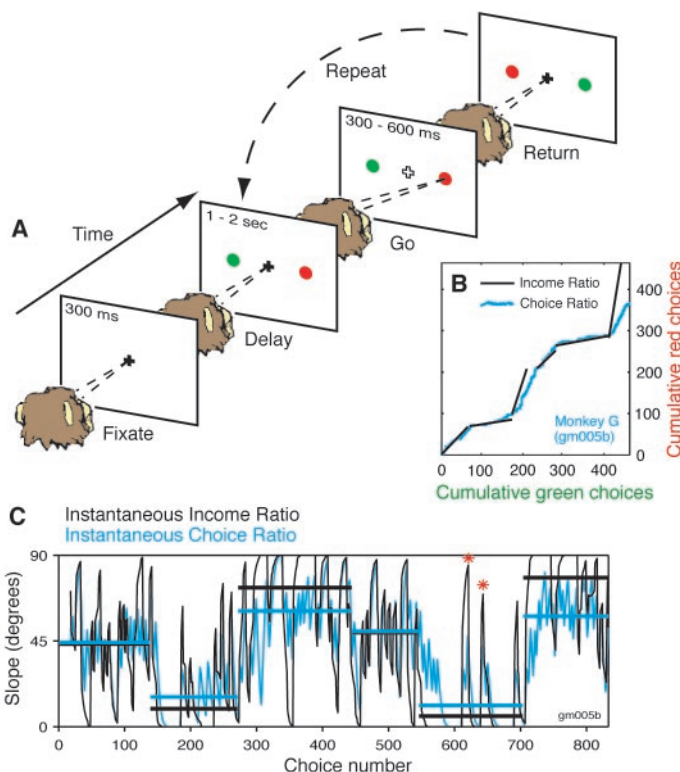 A
Time
Repeat
300 ms
Fixate
1 - 2 sec
Delay
300 - 600 ms
Go
Return
B
Income Ratio
Choice Ratio
Monkey G
(gm005b)
400
300
200
100
0
0
100
200
300
400
Cumulative red choices
Cumulative green choices
C
Instantaneous Income Ratio
Instantaneous Choice Ratio
90
45
0
Slope (degrees)
* *
gm005b
0 100 200 300 400 500 600 700 800
Choice number